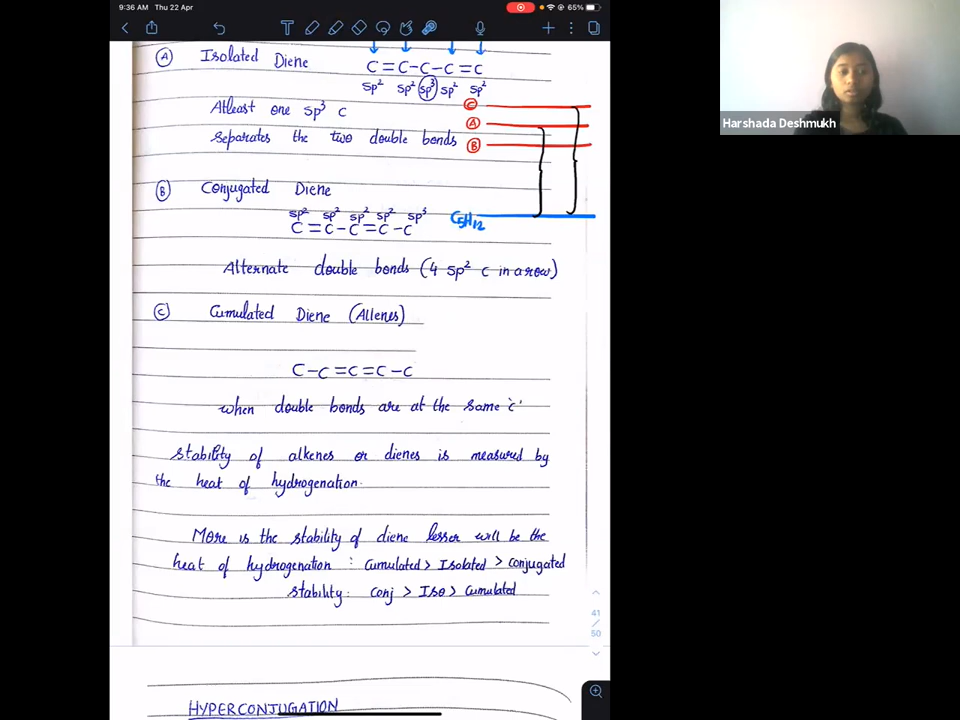 9:36 AM Thu 22 Apr
65%
Harshada Deshmukh
(A) Isolated Diene
C = C - C - C = C
sp² sp² sp³ sp² sp²
Atleast one sp³ C
separates the two double bonds
C
A
B
C5H12
(B) Conjugated Diene
sp² sp² sp² sp² sp³
C = C - C = C - C
Alternate double bonds (4 sp² c in a row)
(C) Cumulated Diene (Allenes)
C - C = C = C - C
when double bonds are at the same 'c'
stability of alkenes or dienes is measured by
the heat of hydrogenation.
More is the stability of diene lesser will be the
heat of hydrogenation : cumulated > Isolated > conjugated
stability: conj > Iso > cumulated
41
/
50
HYPERCONJUGATION